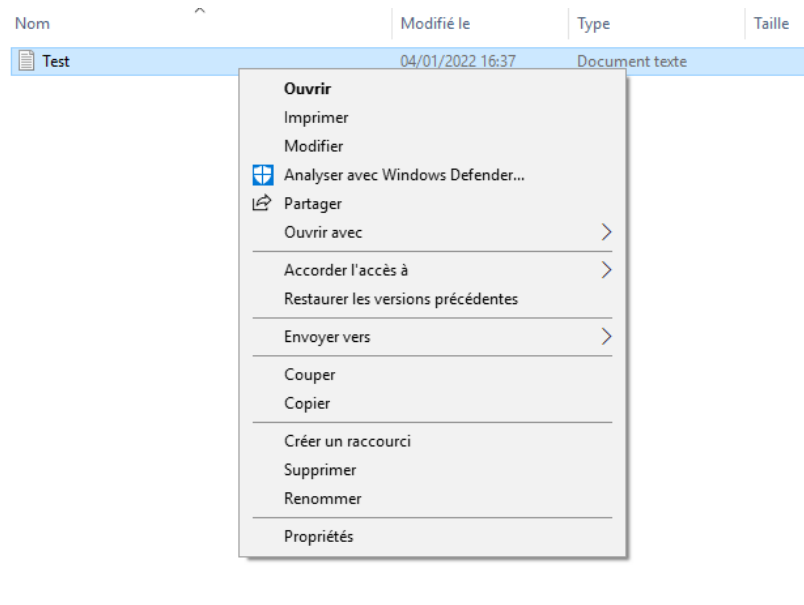 Nom Modifié le Type Taille
Test 04/01/2022 16:37 Document texte
Ouvrir
Imprimer
Modifier
Analyser avec Windows Defender...
Partager
Ouvrir avec
Accorder l'accès à
Restaurer les versions précédentes
Envoyer vers
Couper
Copier
Créer un raccourci
Supprimer
Renommer
Propriétés